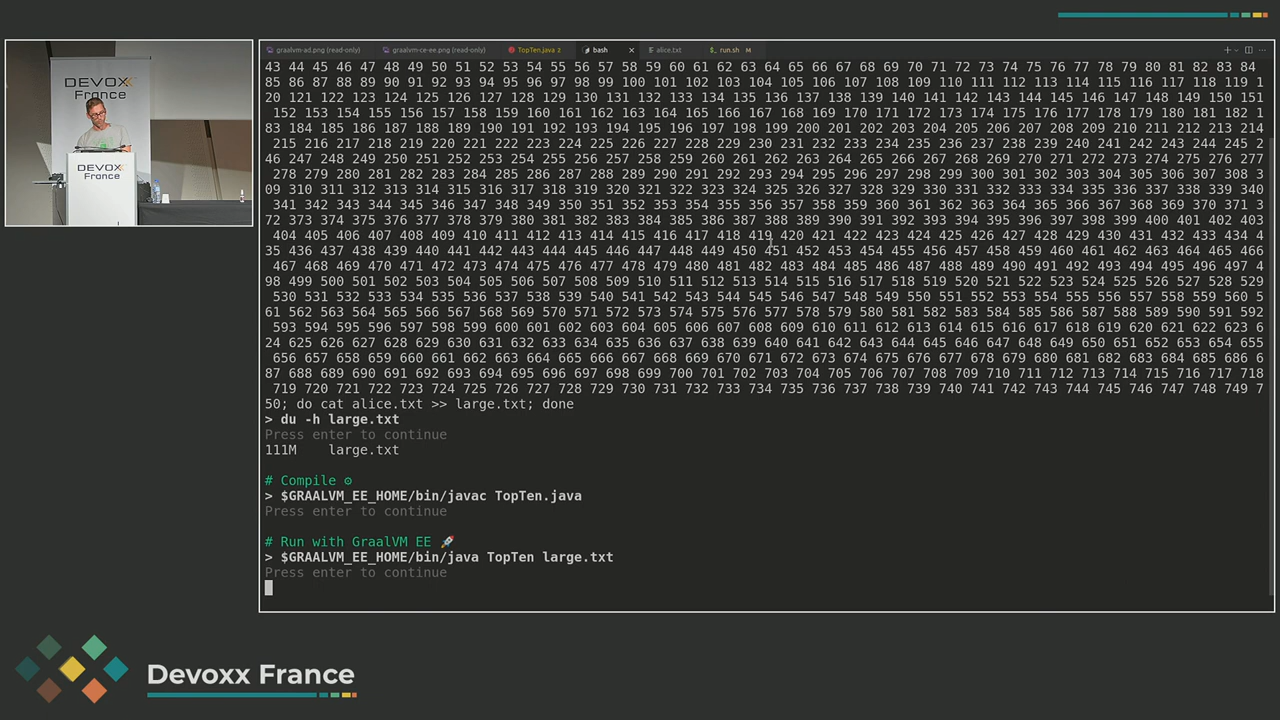 graalvm-ad.png (read-only)
graalvm-ce-ee.png (read-only)
TopTen.java 2
bash
alice.txt
run.sh M
DEVOXX
France
DEVOXX
France
43 44 45 46 47 48 49 50 51 52 53 54 55 56 57 58 59 60 61 62 63 64 65 66 67 68 69 70 71 72 73 74 75 76 77 78 79 80 81 82 83 84
85 86 87 88 89 90 91 92 93 94 95 96 97 98 99 100 101 102 103 104 105 106 107 108 109 110 111 112 113 114 115 116 117 118 119 1
20 121 122 123 124 125 126 127 128 129 130 131 132 133 134 135 136 137 138 139 140 141 142 143 144 145 146 147 148 149 150 151
152 153 154 155 156 157 158 159 160 161 162 163 164 165 166 167 168 169 170 171 172 173 174 175 176 177 178 179 180 181 182 1
83 184 185 186 187 188 189 190 191 192 193 194 195 196 197 198 199 200 201 202 203 204 205 206 207 208 209 210 211 212 213 214
215 216 217 218 219 220 221 222 223 224 225 226 227 228 229 230 231 232 233 234 235 236 237 238 239 240 241 242 243 244 245 2
46 247 248 249 250 251 252 253 254 255 256 257 258 259 260 261 262 263 264 265 266 267 268 269 270 271 272 273 274 275 276 277
278 279 280 281 282 283 284 285 286 287 288 289 290 291 292 293 294 295 296 297 298 299 300 301 302 303 304 305 306 307 308 3
09 310 311 312 313 314 315 316 317 318 319 320 321 322 323 324 325 326 327 328 329 330 331 332 333 334 335 336 337 338 339 340
341 342 343 344 345 346 347 348 349 350 351 352 353 354 355 356 357 358 359 360 361 362 363 364 365 366 367 368 369 370 371 3
72 373 374 375 376 377 378 379 380 381 382 383 384 385 386 387 388 389 390 391 392 393 394 395 396 397 398 399 400 401 402 403
404 405 406 407 408 409 410 411 412 413 414 415 416 417 418 419 420 421 422 423 424 425 426 427 428 429 430 431 432 433 434 4
35 436 437 438 439 440 441 442 443 444 445 446 447 448 449 450 451 452 453 454 455 456 457 458 459 460 461 462 463 464 465 466
467 468 469 470 471 472 473 474 475 476 477 478 479 480 481 482 483 484 485 486 487 488 489 490 491 492 493 494 495 496 497 4
98 499 500 501 502 503 504 505 506 507 508 509 510 511 512 513 514 515 516 517 518 519 520 521 522 523 524 525 526 527 528 529
530 531 532 533 534 535 536 537 538 539 540 541 542 543 544 545 546 547 548 549 550 551 552 553 554 555 556 557 558 559 560 5
61 562 563 564 565 566 567 568 569 570 571 572 573 574 575 576 577 578 579 580 581 582 583 584 585 586 587 588 589 590 591 592
593 594 595 596 597 598 599 600 601 602 603 604 605 606 607 608 609 610 611 612 613 614 615 616 617 618 619 620 621 622 623 6
24 625 626 627 628 629 630 631 632 633 634 635 636 637 638 639 640 641 642 643 644 645 646 647 648 649 650 651 652 653 654 655
656 657 658 659 660 661 662 663 664 665 666 667 668 669 670 671 672 673 674 675 676 677 678 679 680 681 682 683 684 685 686 6
87 688 689 690 691 692 693 694 695 696 697 698 699 700 701 702 703 704 705 706 707 708 709 710 711 712 713 714 715 716 717 718
719 720 721 722 723 724 725 726 727 728 729 730 731 732 733 734 735 736 737 738 739 740 741 742 743 744 745 746 747 748 749 7
50; do cat alice.txt >> large.txt; done
> du -h large.txt
Press enter to continue
111M large.txt
# Compile ⚙
> $GRAALVM_EE_HOME/bin/javac TopTen.java
Press enter to continue
# Run with GraalVM EE 🚀
> $GRAALVM_EE_HOME/bin/java TopTen large.txt
Press enter to continue
Devoxx France